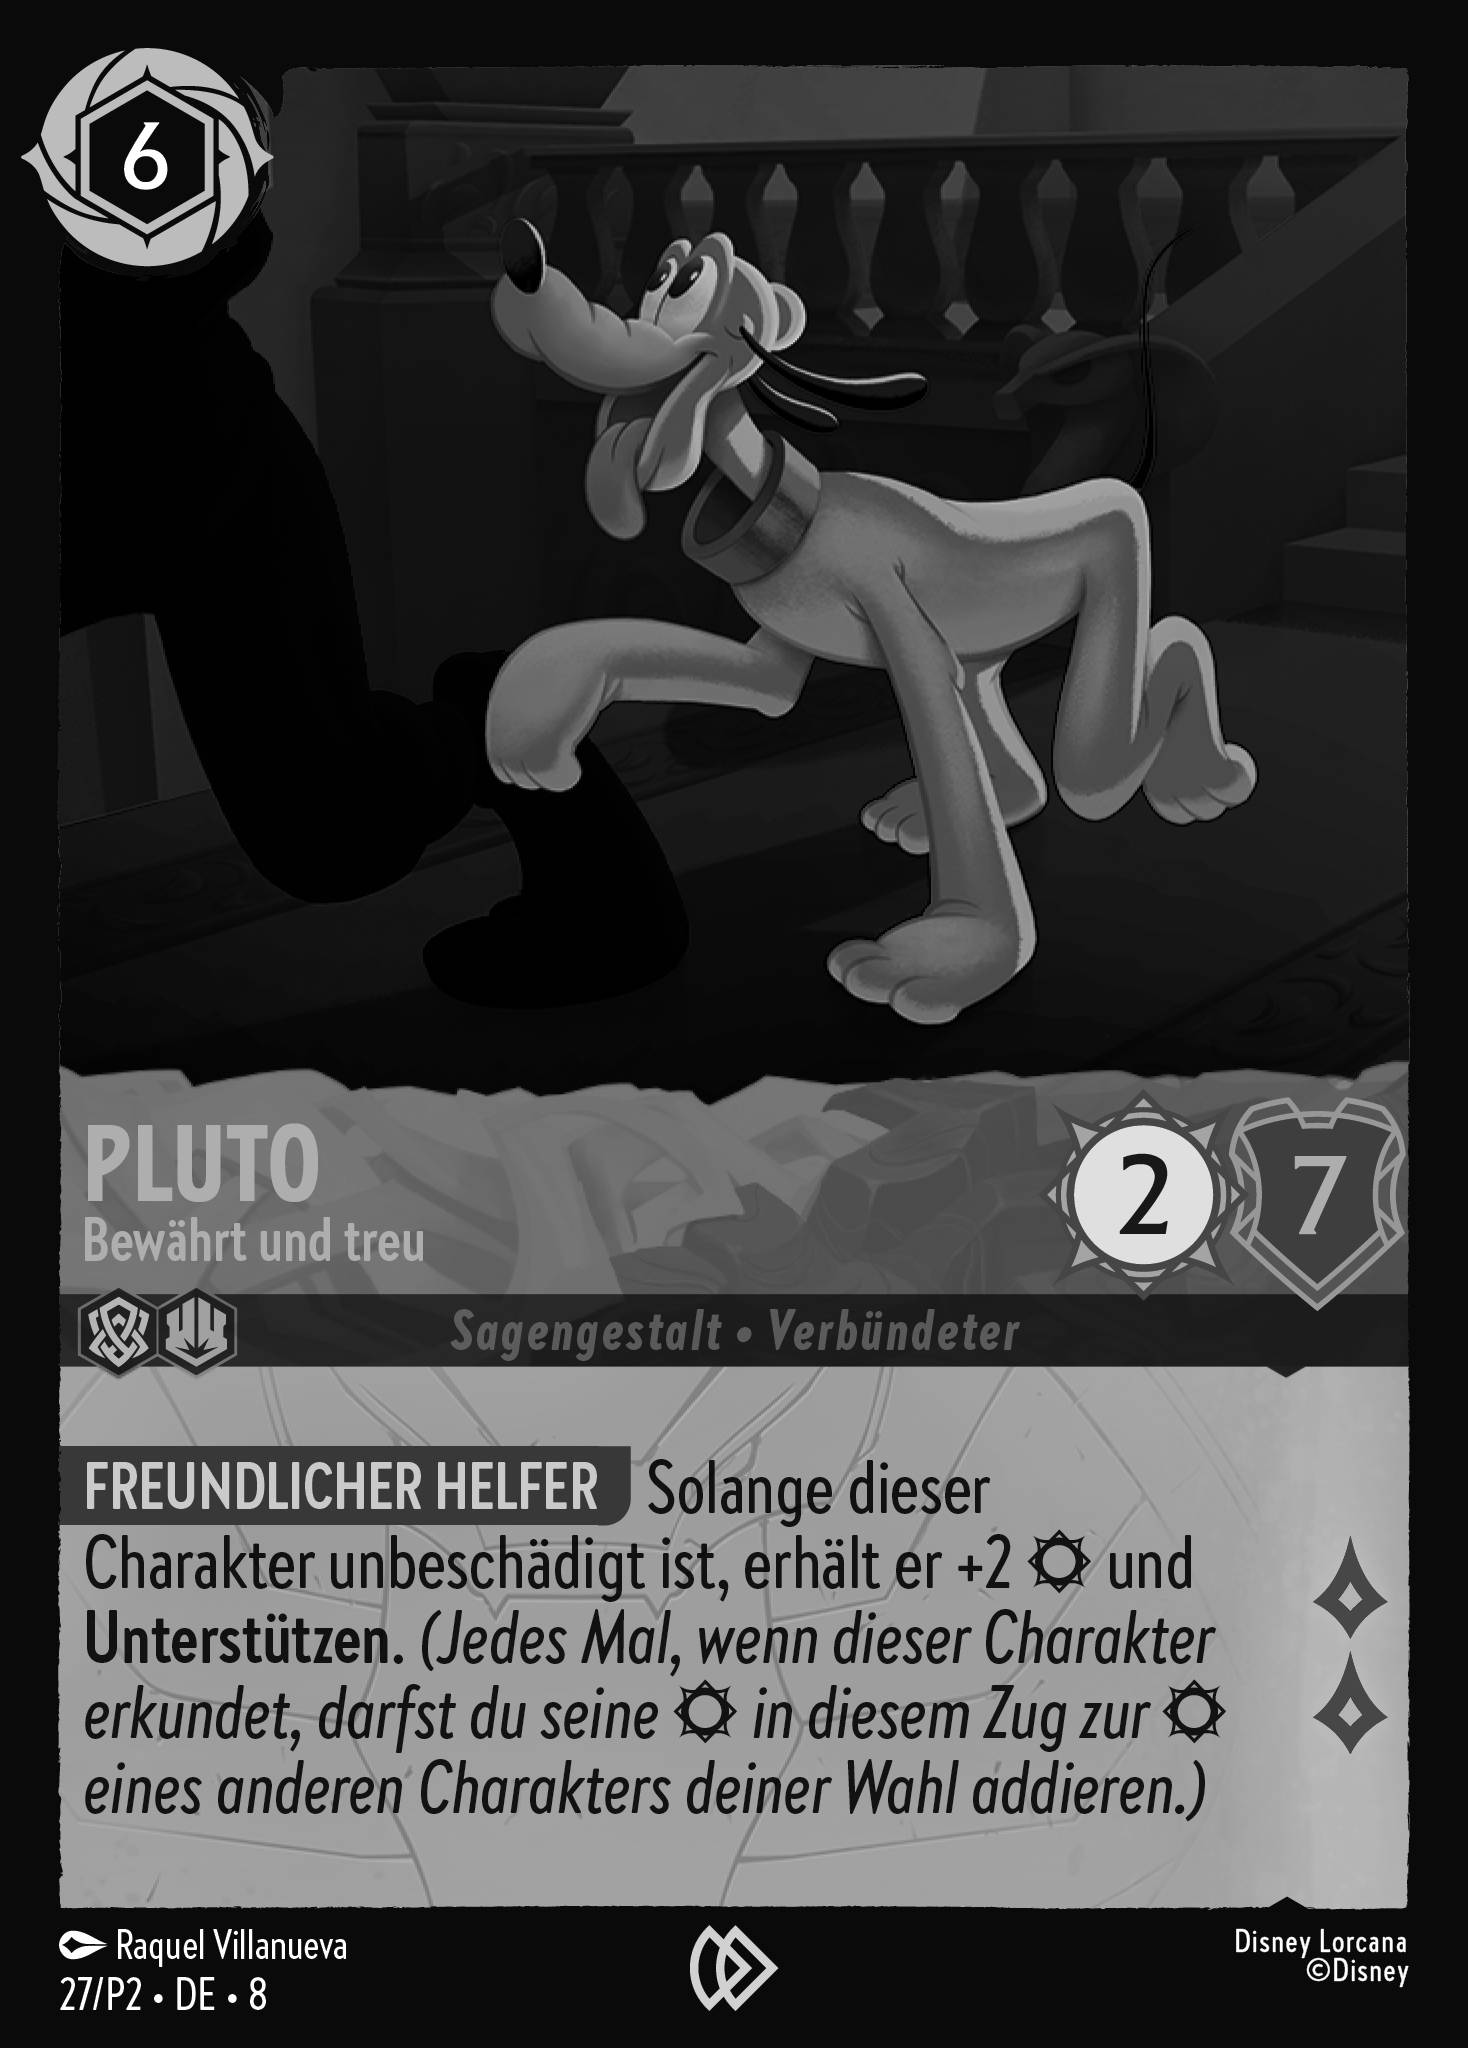 6
PLUTO
Bewährt und treu
2
7
Sagengestalt • Verbündeter
FREUNDLICHER HELFER Solange dieser
Charakter unbeschädigt ist, erhält er +2 und
Unterstützen. (Jedes Mal, wenn dieser Charakter
erkundet, darfst du seine in diesem Zug zur
eines anderen Charakters deiner Wahl addieren.)
Raquel Villanueva
27/P2 • DE • 8
Disney Lorcana
©Disney